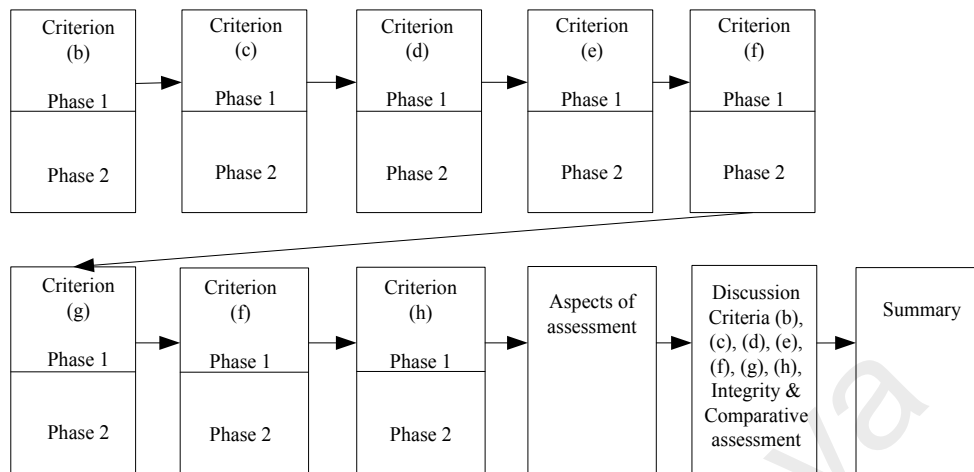 Criterion
(b)
Phase 1
Phase 2
Criterion
(c)
Phase 1
Phase 2
Criterion
(d)
Phase 1
Phase 2
Criterion
(e)
Phase 1
Phase 2
Criterion
(f)
Phase 1
Phase 2
Criterion
(g)
Phase 1
Phase 2
Criterion
(f)
Phase 1
Phase 2
Criterion
(h)
Phase 1
Phase 2
Aspects of
assessment
Discussion
Criteria (b),
(c), (d), (e),
(f), (g), (h),
Integrity &
Comparative
assessment
Summary
ya